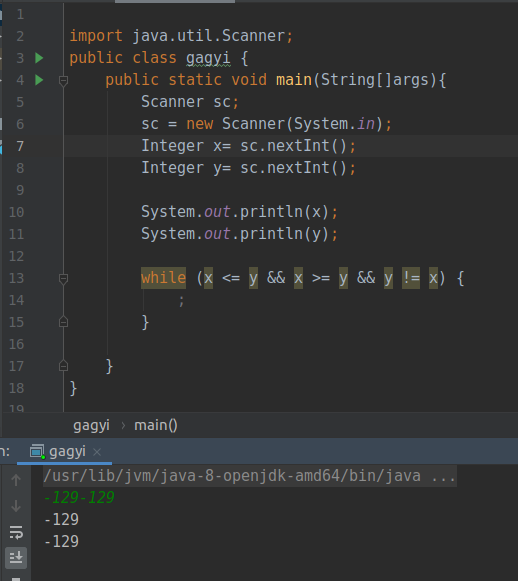 1
2 import java.util.Scanner;
3 public class gagyi {
4 public static void main(String[]args){
5 Scanner sc;
6 sc = new Scanner(System.in);
7 Integer x= sc.nextInt();
8 Integer y= sc.nextInt();
9
10 System.out.println(x);
11 System.out.println(y);
12
13 while (x <= y && x >= y && y != x) {
14 ;
15 }
16
17 }
18 }
19
gagyi › main()
n: gagyi ×
/usr/lib/jvm/java-8-openjdk-amd64/bin/java ...
-129-129
-129
-129